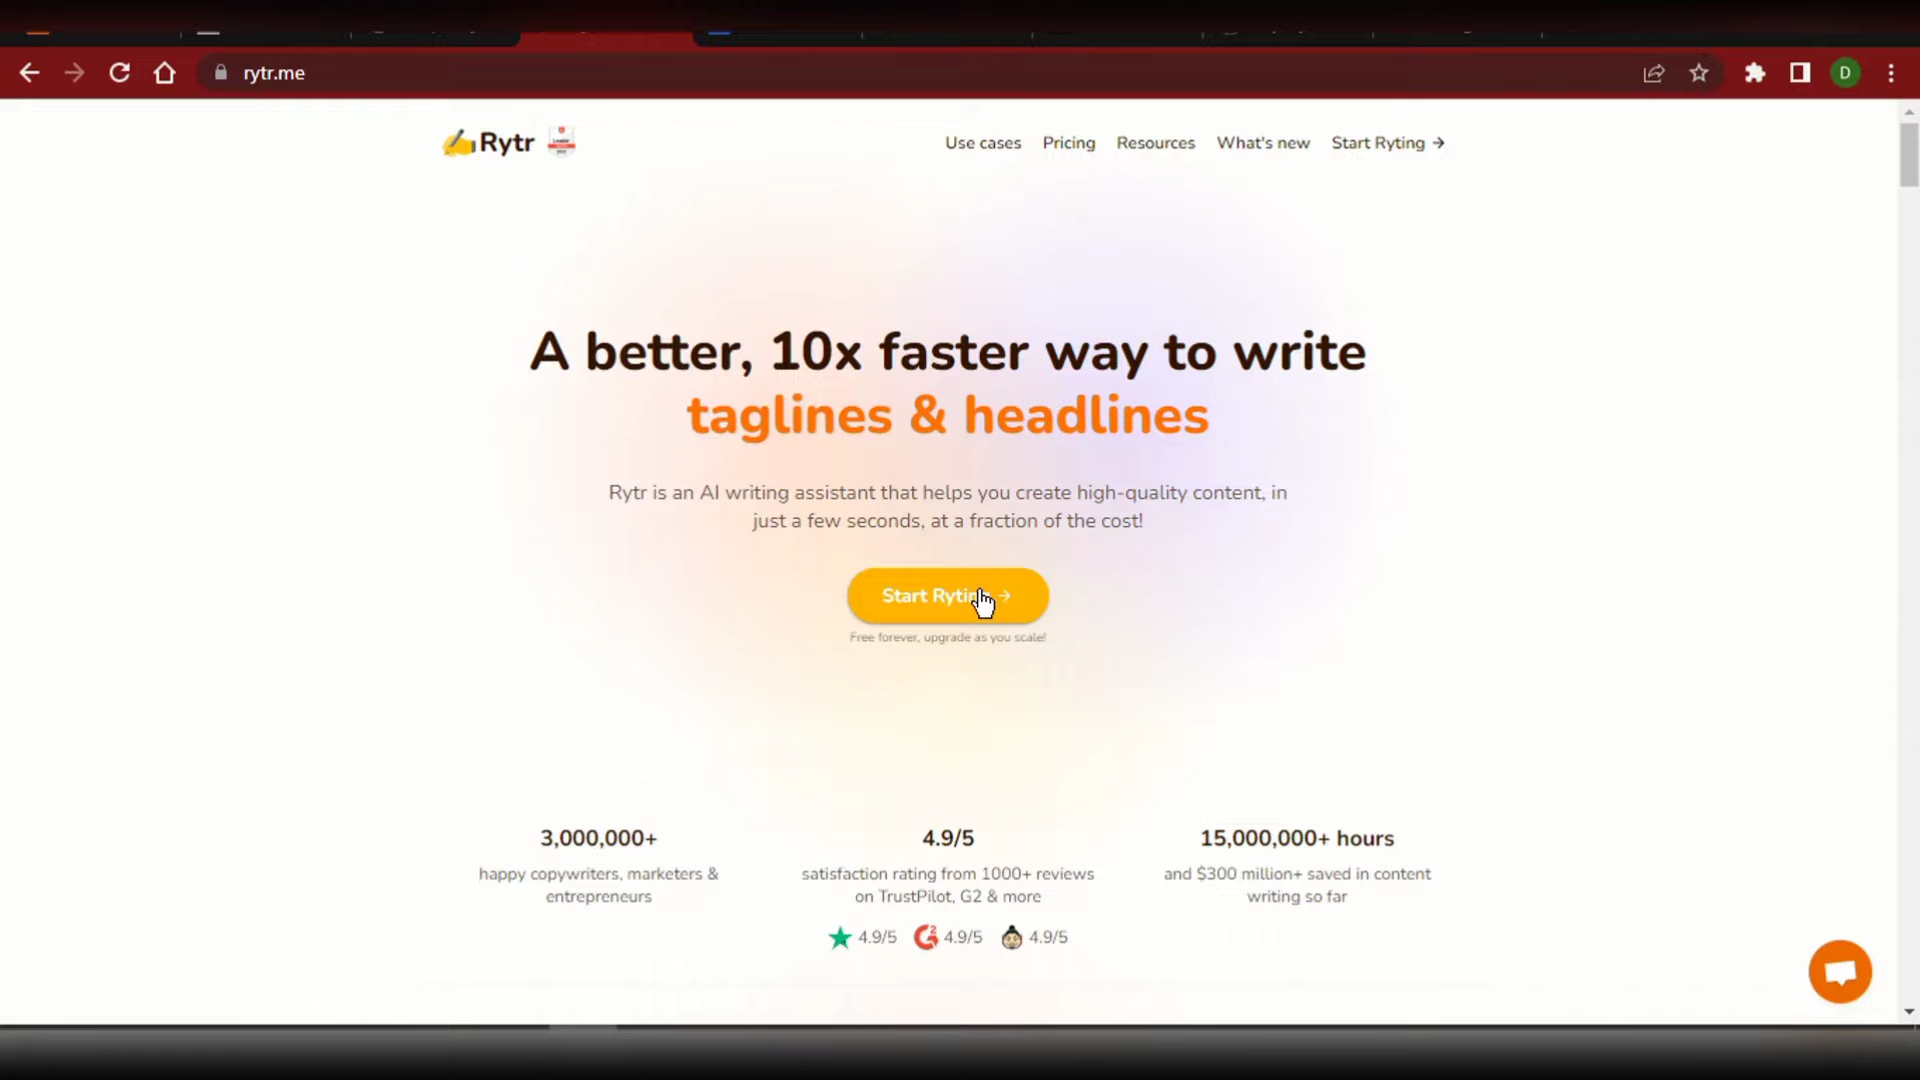 rytr.me
D
Rytr
Use cases Pricing Resources What's new Start Ryting →
A better, 10x faster way to write
taglines & headlines
Rytr is an AI writing assistant that helps you create high-quality content, in
just a few seconds, at a fraction of the cost!
Start Ryting →
Free forever, upgrade as you scale!
3,000,000+
happy copywriters, marketers &
entrepreneurs
4.9/5
satisfaction rating from 1000+ reviews
on TrustPilot, G2 & more
4.9/5 4.9/5 4.9/5
15,000,000+ hours
and $300 million+ saved in content
writing so far